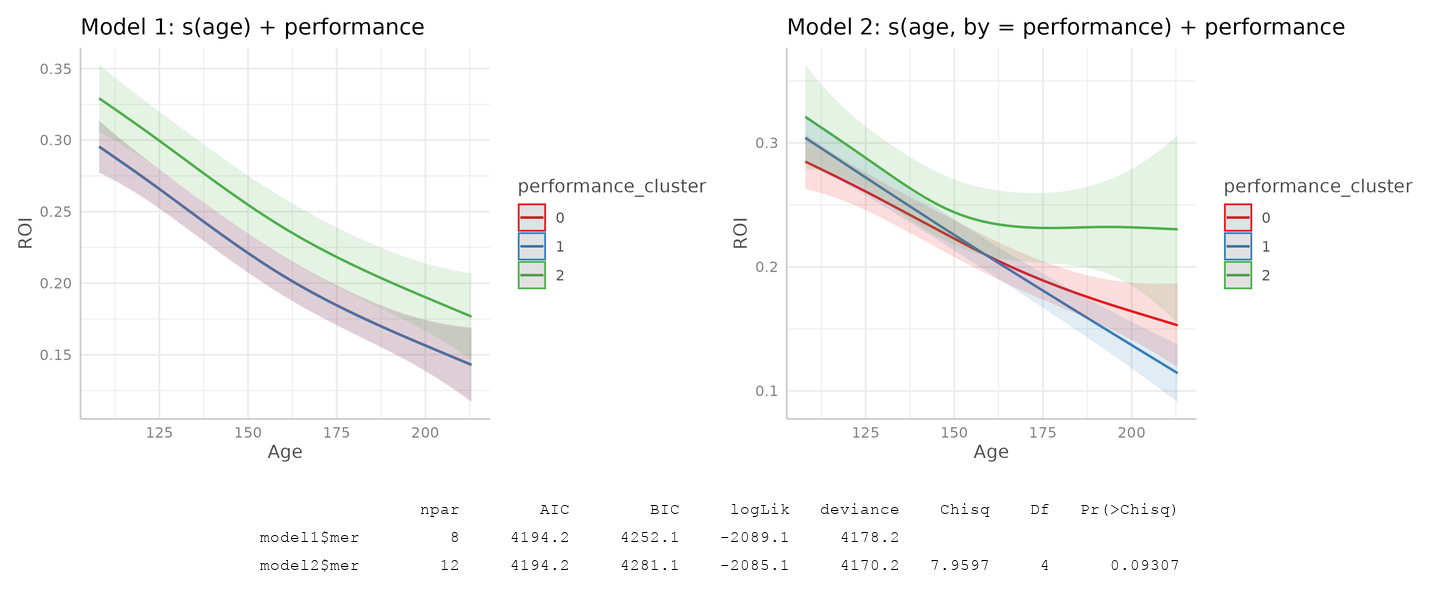 Model 1: s(age) + performance
0.35
0.30
0.25
0.20
0.15
ROI
125 150 175 200
Age
performance_cluster
0
1
2
Model 2: s(age, by = performance) + performance
0.3
0.2
0.1
ROI
125 150 175 200
Age
performance_cluster
0
1
2
npar AIC BIC logLik deviance Chisq Df Pr(>Chisq)
model1$mer 8 4194.2 4252.1 -2089.1 4178.2
model2$mer 12 4194.2 4281.1 -2085.1 4170.2 7.9597 4 0.09307